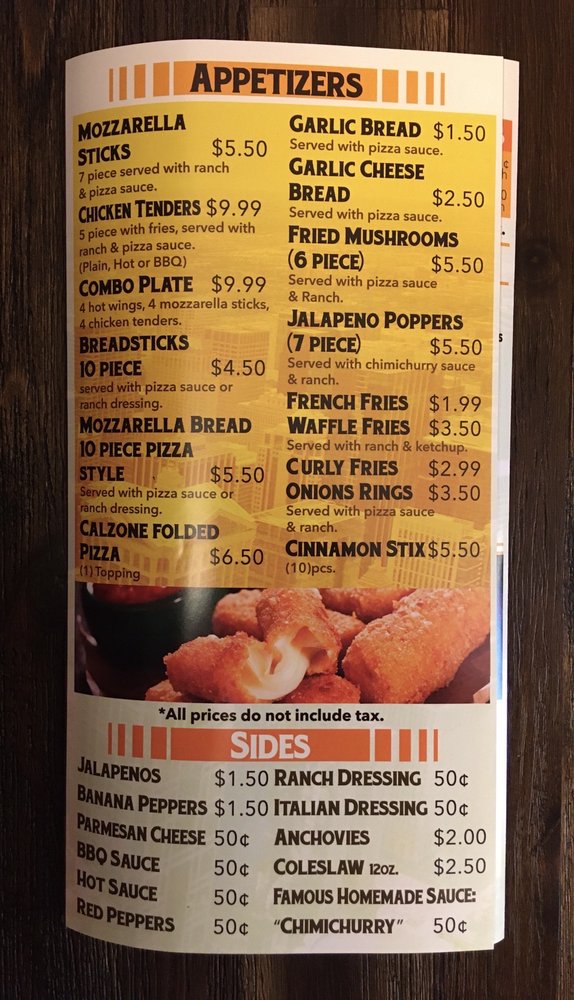 APPETIZERS
MOZZARELLA
STICKS $5.50
7 piece served with ranch
& pizza sauce.
CHICKEN TENDERS $9.99
5 piece with fries, served with
ranch & pizza sauce.
(Plain, Hot or BBQ)
COMBO PLATE $9.99
4 hot wings, 4 mozzarella sticks,
4 chicken tenders.
BREADSTICKS
10 PIECE $4.50
served with pizza sauce or
ranch dressing.
MOZZARELLA BREAD
10 PIECE PIZZA
STYLE $5.50
Served with pizza sauce or
ranch dressing.
CALZONE FOLDED
PIZZA $6.50
(1) Topping
GARLIC BREAD $1.50
Served with pizza sauce.
GARLIC CHEESE
BREAD $2.50
Served with pizza sauce.
FRIED MUSHROOMS
(6 PIECE) $5.50
Served with pizza sauce
& Ranch.
JALAPENO POPPERS
(7 PIECE) $5.50
Served with chimichurry sauce
& ranch.
FRENCH FRIES $1.99
WAFFLE FRIES $3.50
Served with ranch & ketchup.
CURLY FRIES $2.99
ONIONS RINGS $3.50
Served with pizza sauce
& ranch.
CINNAMON STIX $5.50
(10)pcs.
*All prices do not include tax.
SIDES
JALAPENOS $1.50
BANANA PEPPERS $1.50
PARMESAN CHEESE 50¢
BBQ SAUCE 50¢
HOT SAUCE 50¢
RED PEPPERS 50¢
RANCH DRESSING 50¢
ITALIAN DRESSING 50¢
ANCHOVIES $2.00
COLESLAW 12oz. $2.50
FAMOUS HOMEMADE SAUCE:
"CHIMICHURRY" 50¢